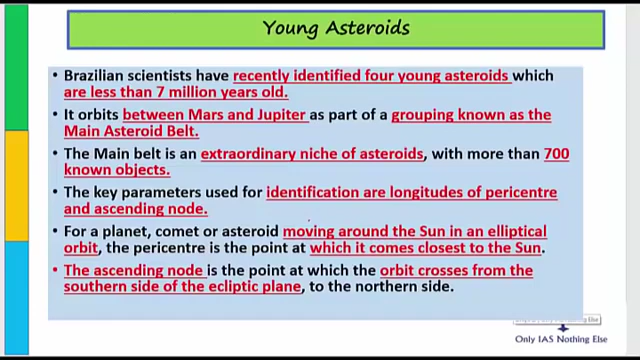 Young Asteroids
Brazilian scientists have recently identified four young asteroids which
are less than 7 million years old.
It orbits between Mars and Jupiter as part of a grouping known as the
Main Asteroid Belt.
The Main belt is an extraordinary niche of asteroids, with more than 700
known objects.
The key parameters used for identification are longitudes of pericentre
and ascending node.
For a planet, comet or asteroid moving around the Sun in an elliptical
orbit, the pericentre is the point at which it comes closest to the Sun.
The ascending node is the point at which the orbit crosses from the
southern side of the ecliptic plane, to the northern side.
Only IAS Nothing Else